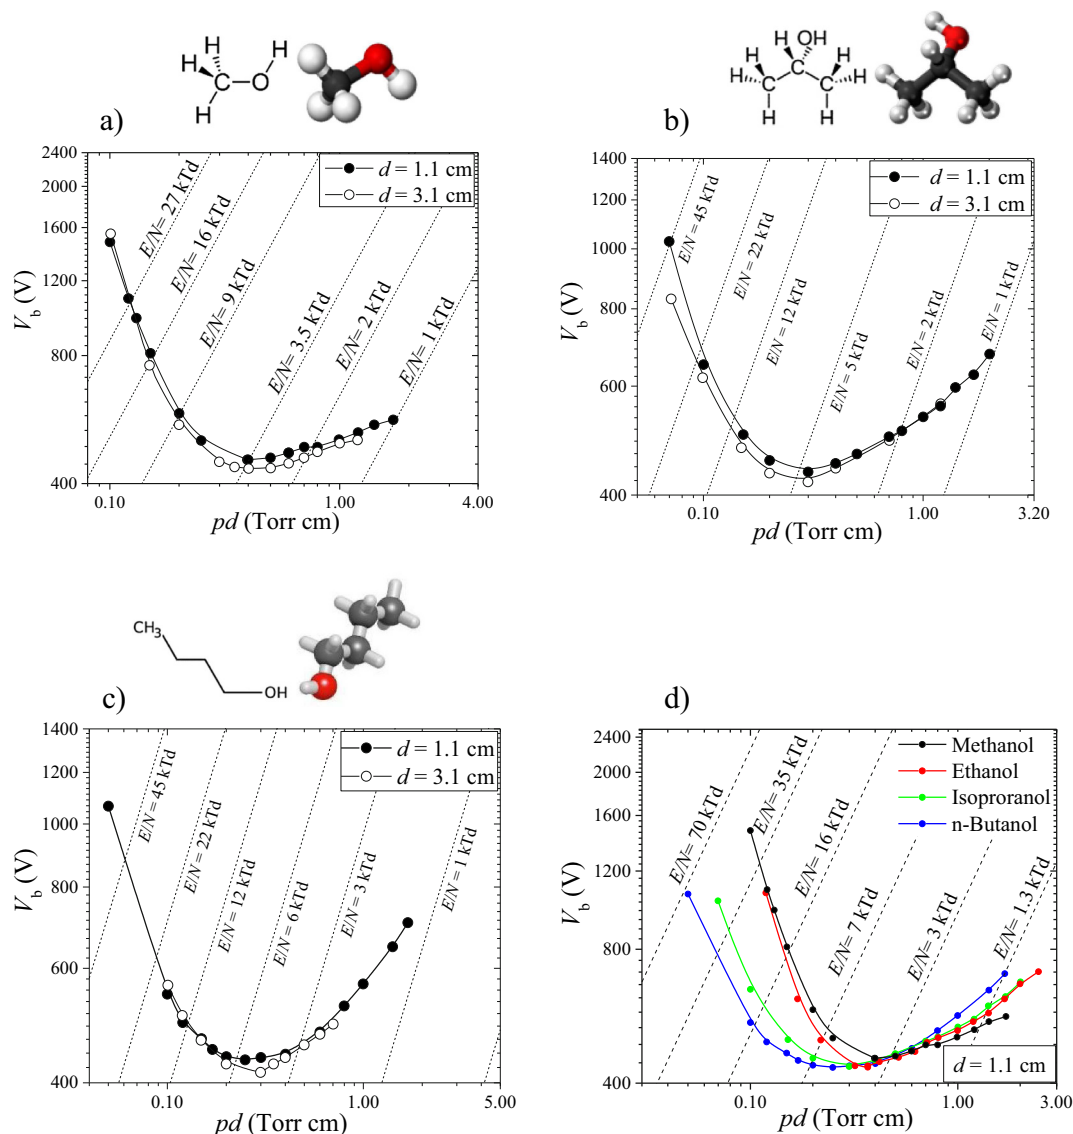 H
H
H
C
O
H
a)
2400
2000
1600
1200
800
400
V_b (V)
E/N= 27 kTd
E/N= 16 kTd
E/N= 9 kTd
E/N= 3.5 kTd
E/N= 2 kTd
E/N= 1 kTd
d = 1.1 cm
d = 3.1 cm
0.10 1.00 4.00
pd (Torr cm)
b)
H OH
H H
H C C C H
H H
1400
1200
1000
800
600
400
V_b (V)
E/N= 45 kTd
E/N= 22 kTd
E/N= 12 kTd
E/N= 5 kTd
E/N= 2 kTd
E/N= 1 kTd
d = 1.1 cm
d = 3.1 cm
0.10 1.00 3.20
pd (Torr cm)
CH3
OH
c)
1400
1200
1000
800
600
400
V_b (V)
E/N= 45 kTd
E/N= 22 kTd
E/N= 12 kTd
E/N= 6 kTd
E/N= 3 kTd
E/N= 1 kTd
d = 1.1 cm
d = 3.1 cm
0.10 1.00 5.00
pd (Torr cm)
d)
2400
2000
1600
1200
800
400
V_b (V)
E/N= 70 kTd
E/N= 35 kTd
E/N= 16 kTd
E/N= 7 kTd
E/N= 3 kTd
E/N= 1.3 kTd
Methanol
Ethanol
Isoproranol
n-Butanol
d = 1.1 cm
0.10 1.00 3.00
pd (Torr cm)